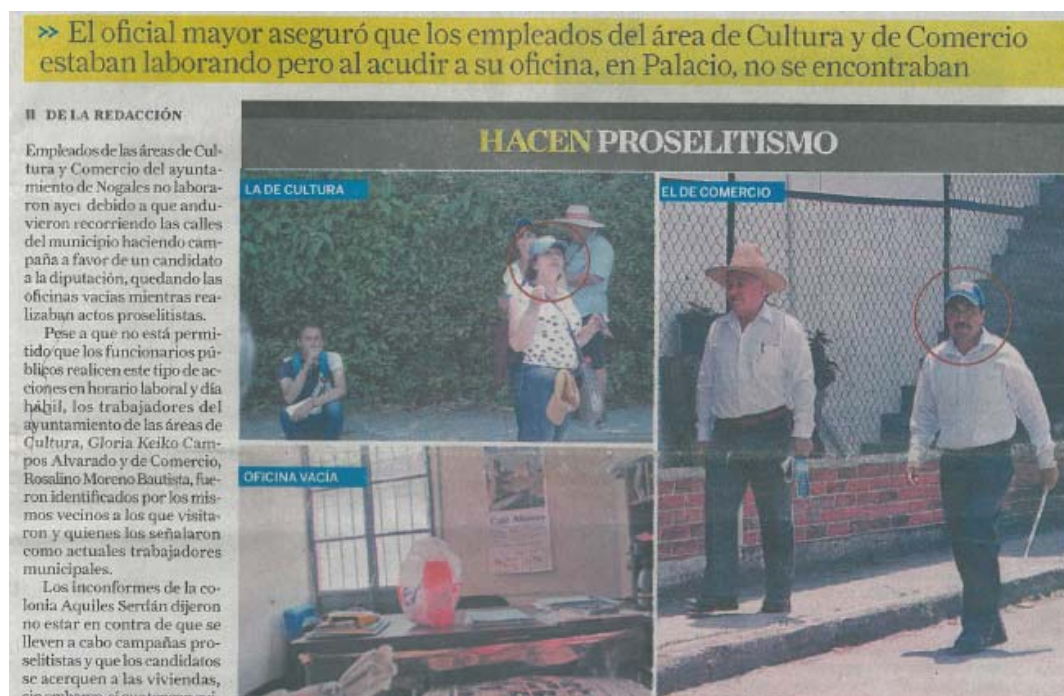 >> El oficial mayor aseguró que los empleados del área de Cultura y de Comercio
estaban laborando pero al acudir a su oficina, en Palacio, no se encontraban
DE LA REDACCIÓN
Empleados de las áreas de Cul-
tura y Comercio del ayunta-
miento de Nogales no labora-
ron ayer debido a que andu-
vieron recorriendo las calles
del municipio haciendo cam-
paña a favor de un candidato
a la diputación, quedando las
oficinas vacías mientras rea-
lizaban actos proselitistas.
Pese a que no está permi-
tido que los funcionarios pú-
blicos realicen este tipo de ac-
ciones en horario laboral y día
hábil, los trabajadores del
ayuntamiento de las áreas de
Cultura, Gloria Keiko Cam-
pos Alvarado y de Comercio,
Rosalino Moreno Bautista, fue-
ron identificados por los mis-
mos vecinos a los que visita-
ron y quienes los señalaron
como actuales trabajadores
municipales.
Los inconformes de la co-
lonia Aquiles Serdán dijeron
no estar en contra de que se
lleven a cabo campañas pro-
selitistas y que los candidatos
se acerquen a las viviendas,
HACEN PROSELITISMO
LA DE CULTURA
EL DE COMERCIO
OFICINA VACÍA